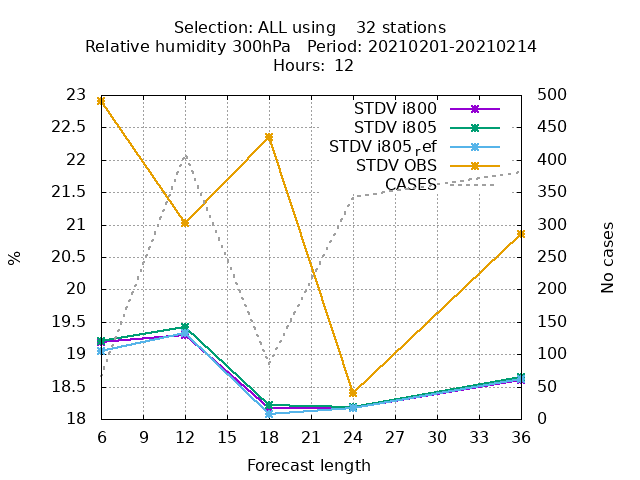 Selection: ALL using    32 stations
Relative humidity 300hPa   Period: 20210201-20210214
Hours:  12
23
22.5
22
21.5
21
20.5
20
19.5
19
18.5
18
500
450
400
350
300
250
200
150
100
50
0
STDV i800
STDV i805
STDV i805ref
STDV OBS
CASES
%
No cases
6 9 12 15 18 21 24 27 30 33 36
Forecast length